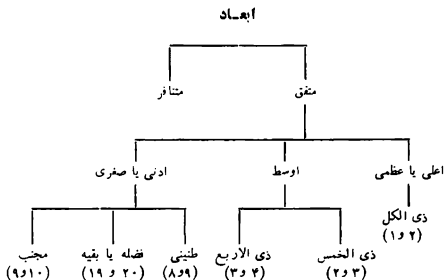 ابعـاد
متفق متنافر
اعلی یا عظمی اوسط ادنی یا صغری
ذی الکل
(۲ و ۱)
ذی الخمس ذی الاربع طنینی فضله یا بقیه مجنب
(۳ و ۲) (۴ و ۳) (۹ و ۸) (۲۰ و ۱۹) (۱۰ و ۹)